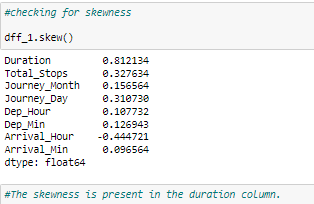 #checking for skewness
dff_1.skew()
Duration 0.812134
Total_Stops 0.327634
Journey_Month 0.156564
Journey_Day 0.310730
Dep_Hour 0.107732
Dep_Min 0.126943
Arrival_Hour -0.444721
Arrival_Min 0.096564
dtype: float64
#The skewness is present in the duration column.